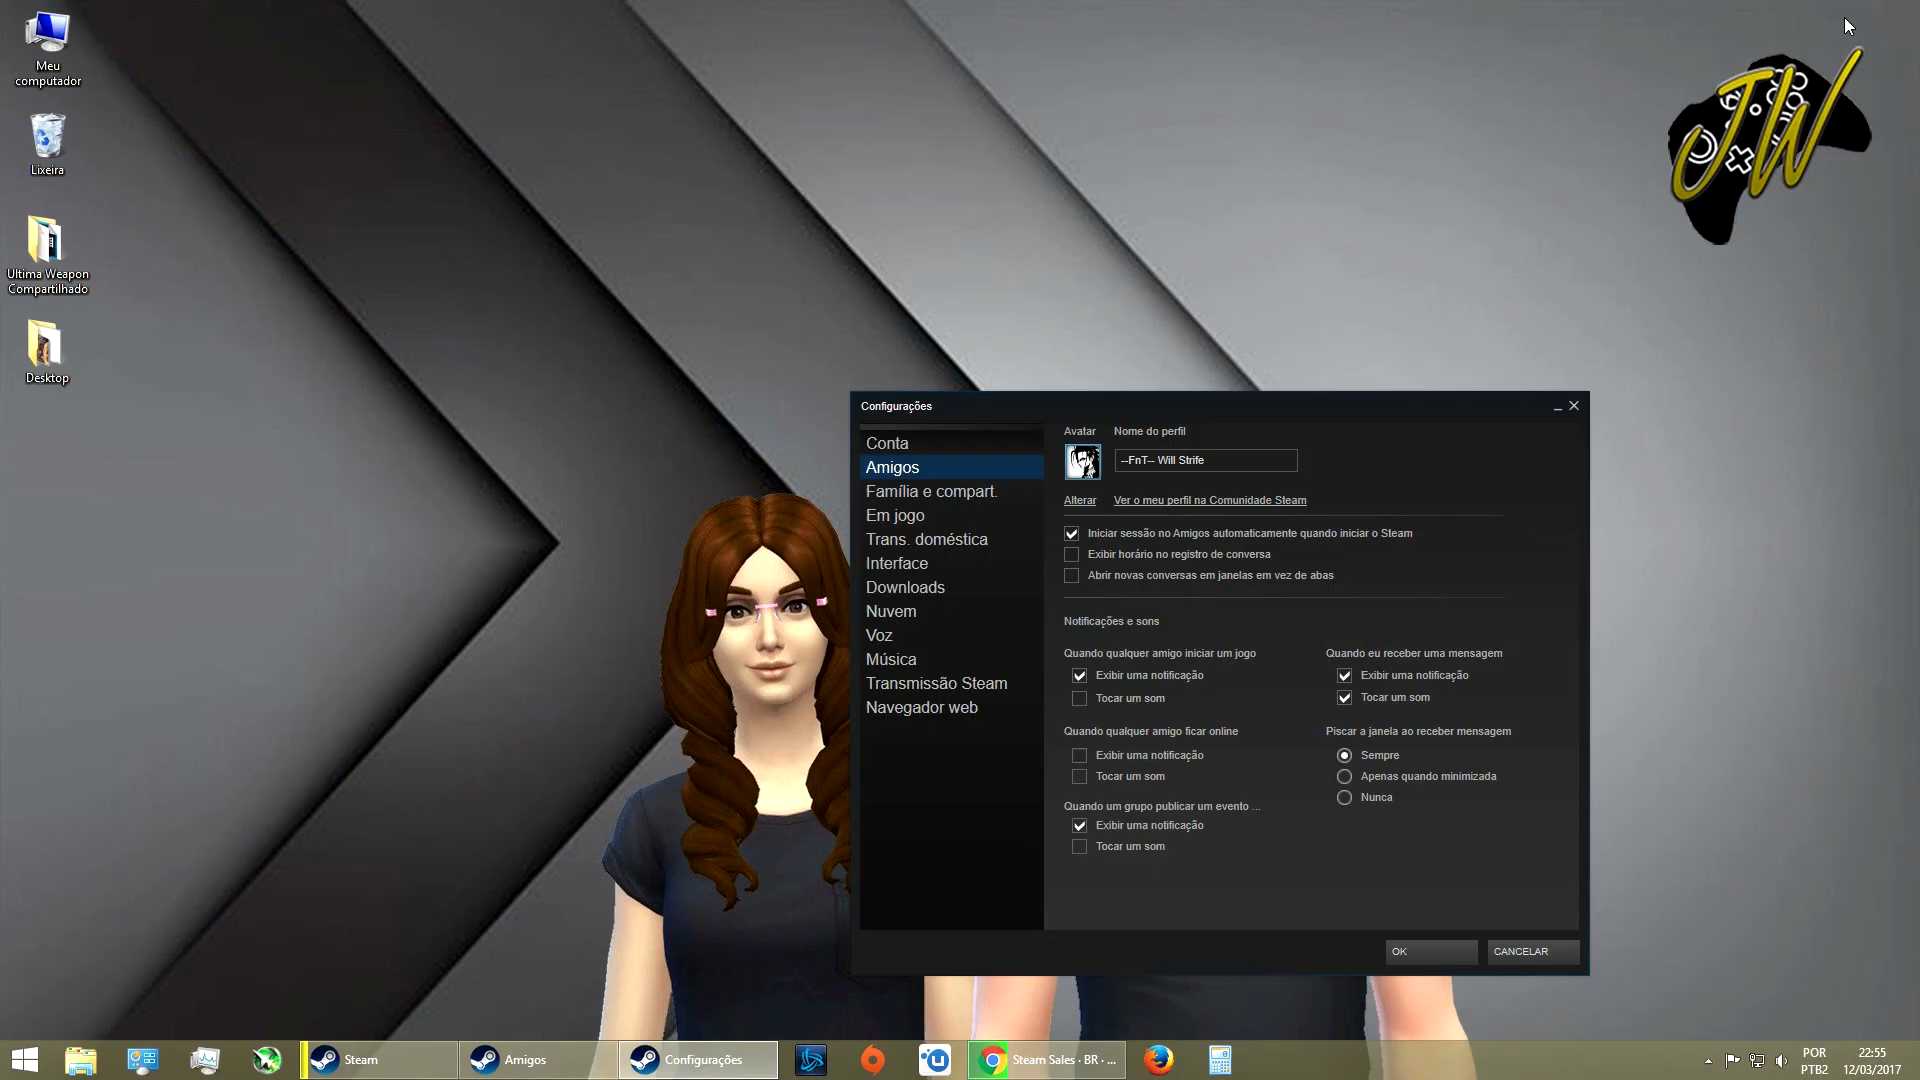 Meu
computador
Lixeira
Ultima Weapon
Compartilhado
Desktop
JW
Configurações
Conta
Amigos
Família e compart.
Em jogo
Trans. doméstica
Interface
Downloads
Nuvem
Voz
Música
Transmissão Steam
Navegador web
Avatar
Nome do perfil
--FnT-- Will Strife
Alterar
Ver o meu perfil na Comunidade Steam
Iniciar sessão no Amigos automaticamente quando iniciar o Steam
Exibir horário no registro de conversa
Abrir novas conversas em janelas em vez de abas
Notificações e sons
Quando qualquer amigo iniciar um jogo
Exibir uma notificação
Tocar um som
Quando qualquer amigo ficar online
Exibir uma notificação
Tocar um som
Quando um grupo publicar um evento ...
Exibir uma notificação
Tocar um som
Quando eu receber uma mensagem
Exibir uma notificação
Tocar um som
Piscar a janela ao receber mensagem
Sempre
Apenas quando minimizada
Nunca
OK
CANCELAR
Steam
Amigos
Configurações
Steam Sales · BR · ...
POR
PTB2
22:55
12/03/2017